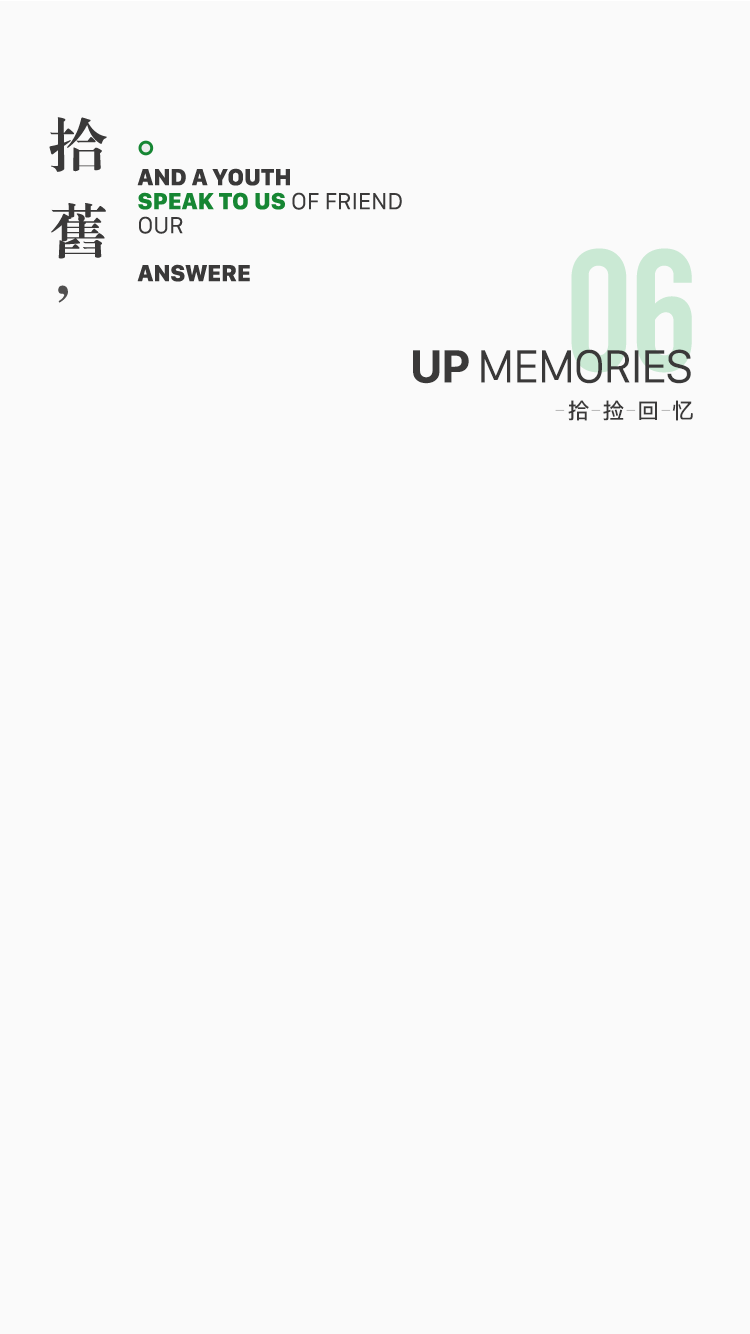 拾舊，
AND A YOUTH
SPEAK TO US OF FRIEND
OUR
ANSWERE
06
UP MEMORIES
-拾-捡-回-忆